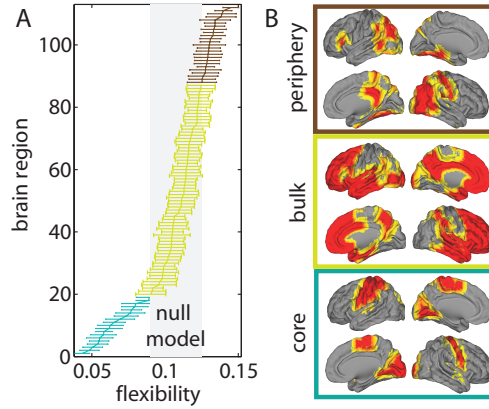 A
B
brain region
100
80
60
40
20
0
null
model
0.05
0.1
0.15
flexibility
periphery
bulk
core